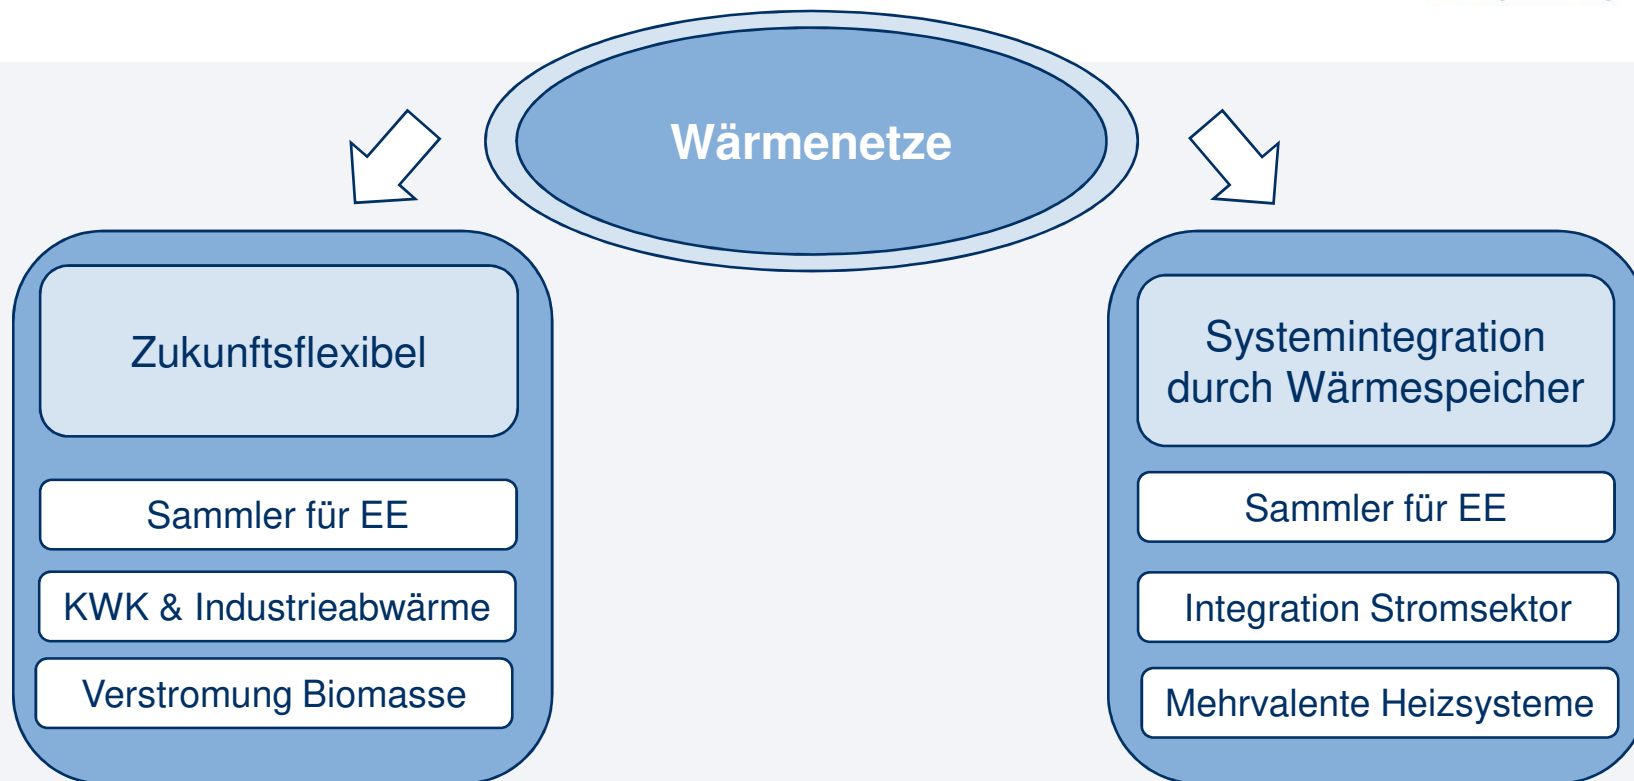 Wärmenetze
Zukunftsflexibel
Sammler für EE
KWK & Industrieabwärme
Verstromung Biomasse
Systemintegration
durch Wärmespeicher
Sammler für EE
Integration Stromsektor
Mehrvalente Heizsysteme